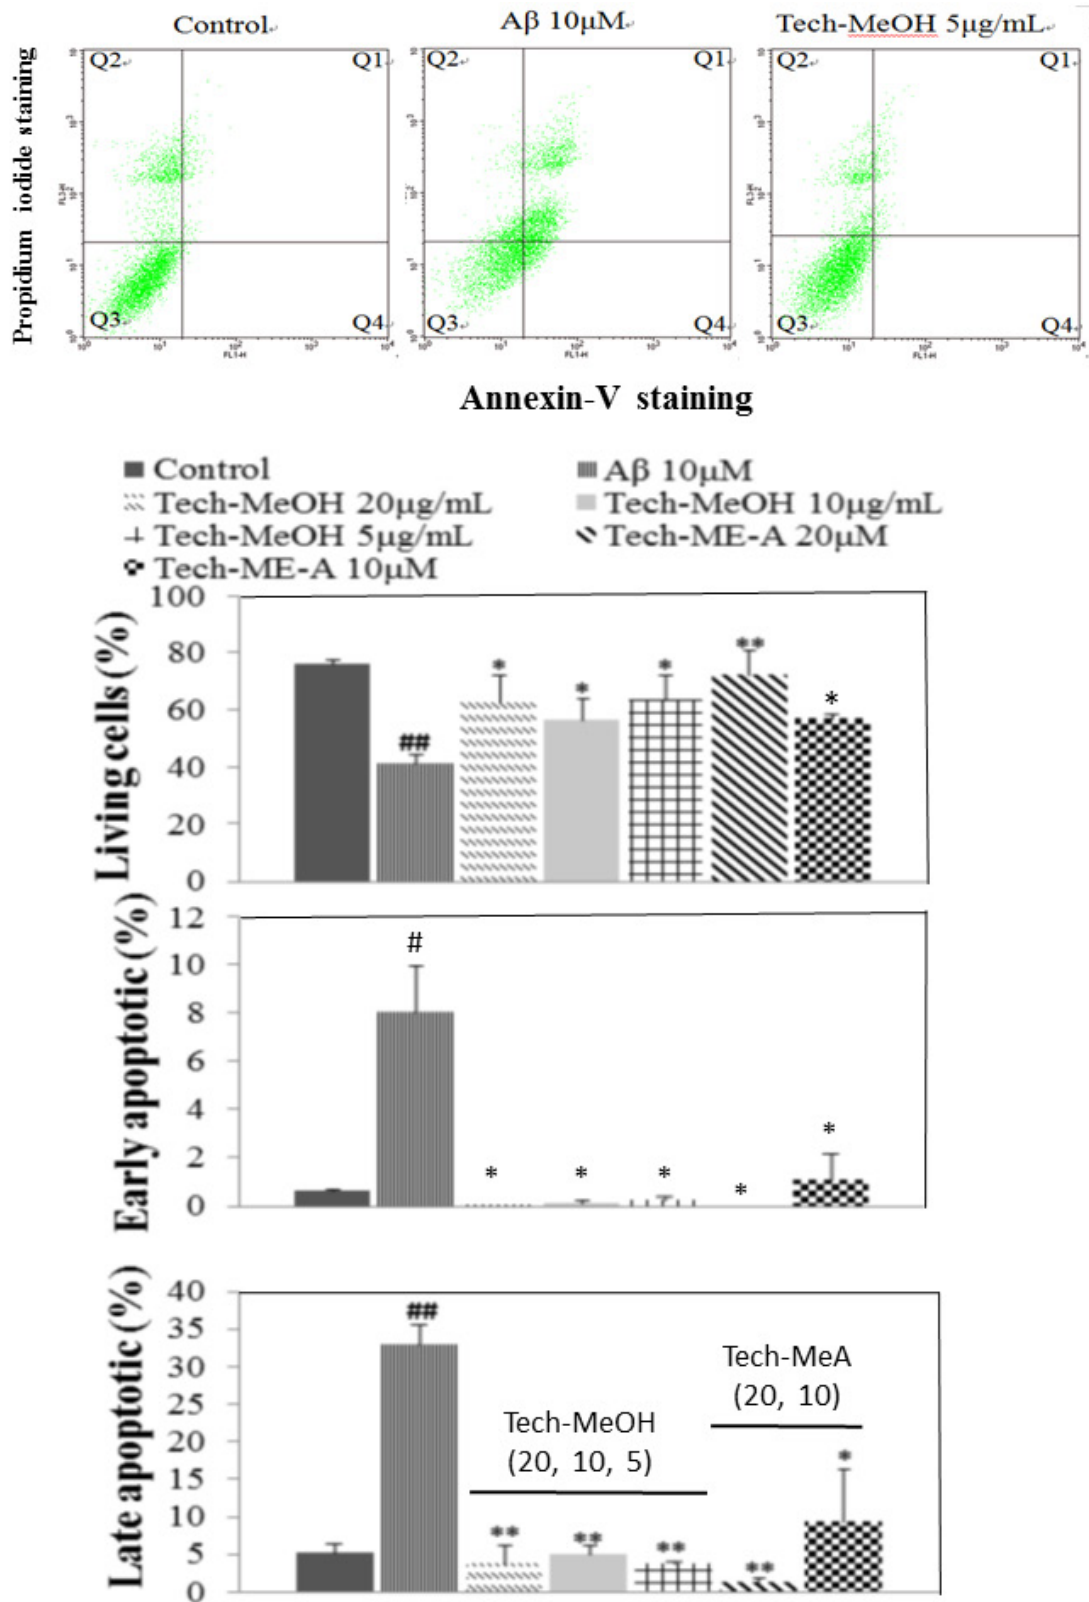 Control
Aβ 10μM
Tech-MeOH 5μg/mL
Propidium iodide staining
Q2 Q1 Q2 Q1 Q2 Q1
Q3 Q4 Q3 Q4 Q3 Q4
FL1-H FL1-H FL1-H
Annexin-V staining
Control Aβ 10μM
Tech-MeOH 20μg/mL Tech-MeOH 10μg/mL
Tech-MeOH 5μg/mL Tech-ME-A 20μM
Tech-ME-A 10μM
Living cells (%)
100
80
60
40
20
0
## * * * ** *
Early apoptotic (%)
12
10
8
6
4
2
0
# * * * * *
Late apoptotic (%)
40
35
30
25
20
15
10
5
0
##
Tech-MeA
(20, 10)
Tech-MeOH
(20, 10, 5)
** ** ** ** *